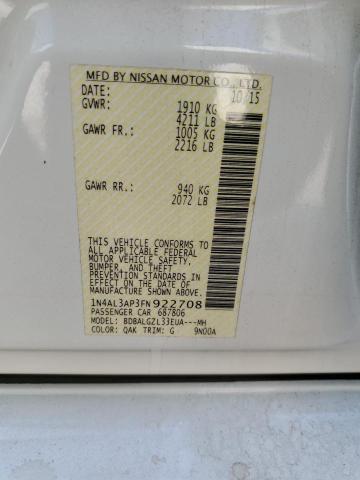 MFD BY NISSAN MOTOR CO., LTD.
DATE: 10/15
GVWR: 1910 KG
4211 LB
GAWR FR.: 1005 KG
2216 LB
GAWR RR.: 940 KG
2072 LB
THIS VEHICLE CONFORMS TO
ALL APPLICABLE FEDERAL
MOTOR VEHICLE SAFETY,
BUMPER, AND THEFT
PREVENTION STANDARDS
IN EFFECT ON THE DATE OF
MANUFACTURE SHOWN ABOVE.
1N4AL3AP3FN922708
PASSENGER CAR 687806
MODEL: BDBALGZL33EUA---MH
COLOR: QAK TRIM: G 9N00A